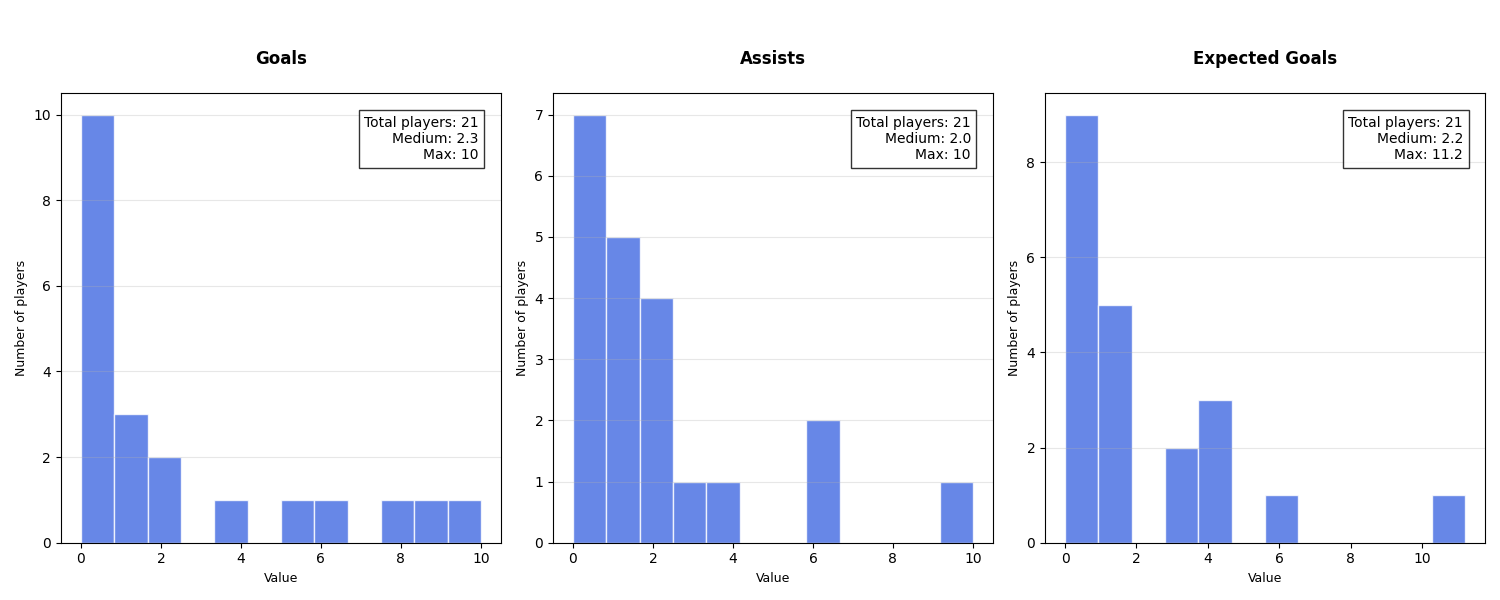 Goals
Total players: 21
Medium: 2.3
Max: 10
10
8
6
4
2
0
Number of players
0 2 4 6 8 10
Value
Assists
Total players: 21
Medium: 2.0
Max: 10
7
6
5
4
3
2
1
0
Number of players
0 2 4 6 8 10
Value
Expected Goals
Total players: 21
Medium: 2.2
Max: 11.2
8
6
4
2
0
Number of players
0 2 4 6 8 10
Value